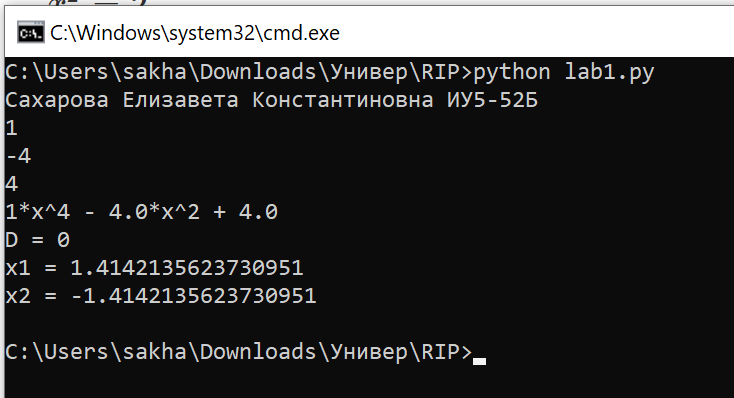 C:\Windows\system32\cmd.exe
C:\Users\sakha\Downloads\Универ\RIP>python lab1.py
Сахарова Елизавета Константиновна ИУ5-52Б
1
-4
4
1*x^4 - 4.0*x^2 + 4.0
D = 0
x1 = 1.4142135623730951
x2 = -1.4142135623730951
C:\Users\sakha\Downloads\Универ\RIP>